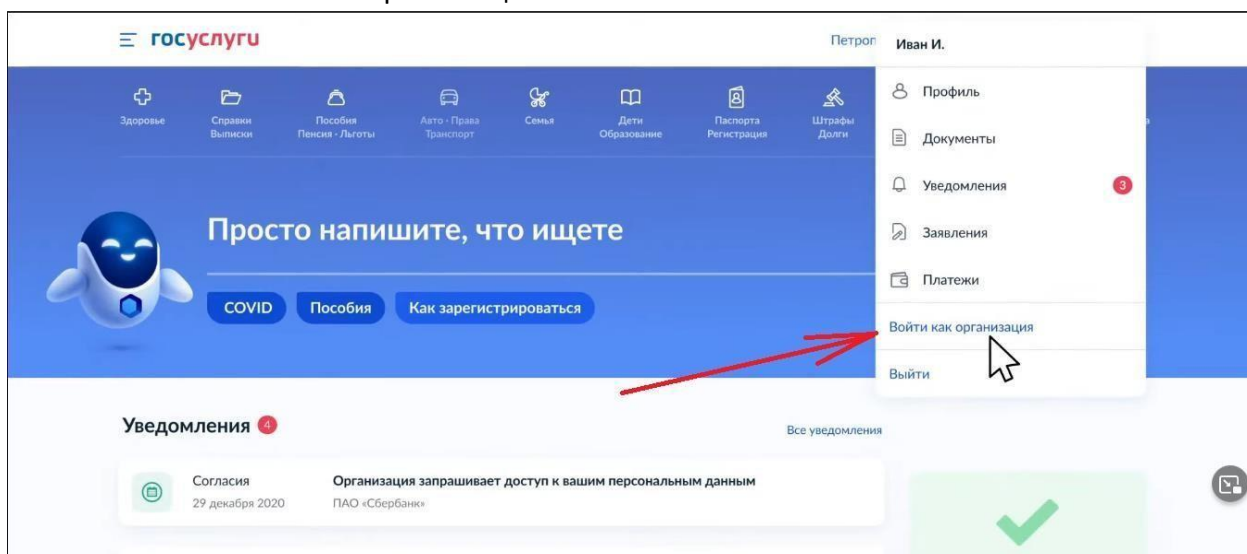 госуслуги
Петроп
Иван И.
Здоровье
Справки
Выписки
Пособия
Пенсия · Льготы
Авто · Права
Транспорт
Семья
Дети
Образование
Паспорта
Регистрация
Штрафы
Долги
Профиль
Документы
Уведомления 3
Заявления
Платежи
Войти как организация
Выйти
Просто напишите, что ищете
COVID Пособия Как зарегистрироваться
Уведомления 4
Все уведомления
Согласия
29 декабря 2020
Организация запрашивает доступ к вашим персональным данным
ПАО «Сбербанк»